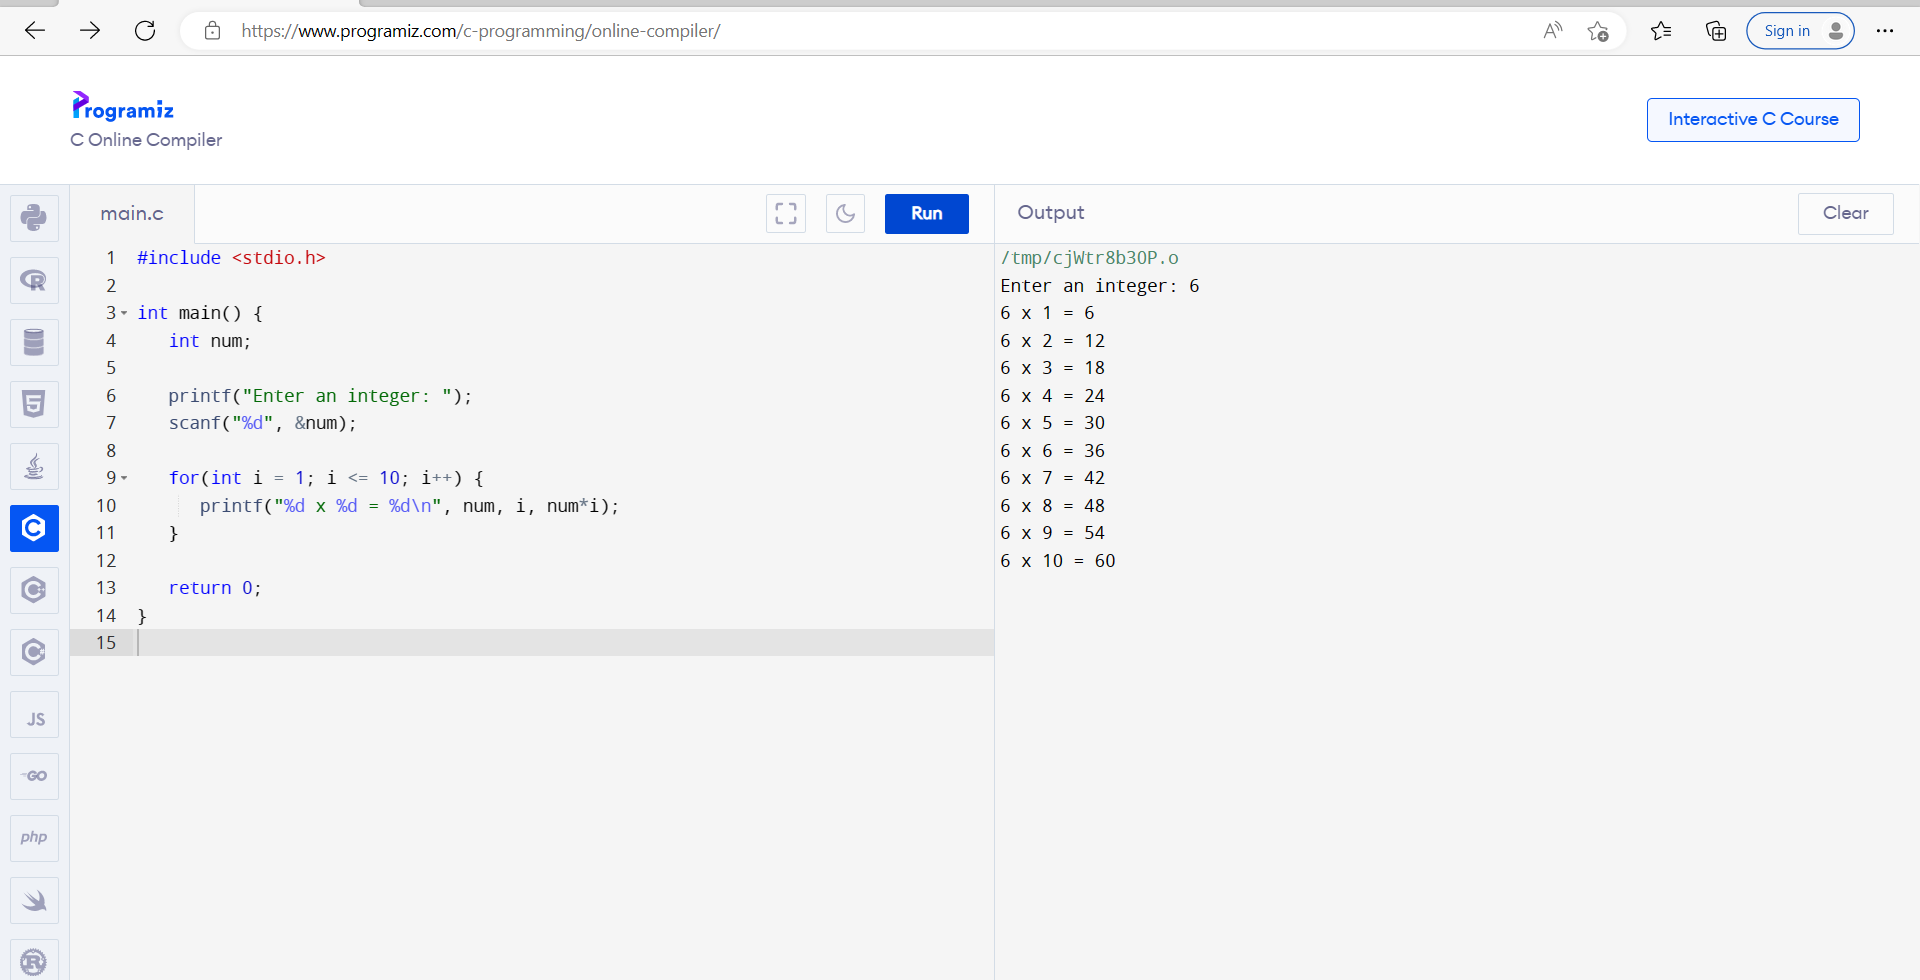 https://www.programiz.com/c-programming/online-compiler/
Sign in
Programiz
C Online Compiler
Interactive C Course
main.c
Run
Output
Clear
1 #include <stdio.h>
2
3 int main() {
4 int num;
5
6 printf("Enter an integer: ");
7 scanf("%d", &num);
8
9 for(int i = 1; i <= 10; i++) {
10 printf("%d x %d = %d\n", num, i, num*i);
11 }
12
13 return 0;
14 }
15
/tmp/cjWtr8b3OP.o
Enter an integer: 6
6 x 1 = 6
6 x 2 = 12
6 x 3 = 18
6 x 4 = 24
6 x 5 = 30
6 x 6 = 36
6 x 7 = 42
6 x 8 = 48
6 x 9 = 54
6 x 10 = 60
R
5
C
C
C
JS
GO
php
R